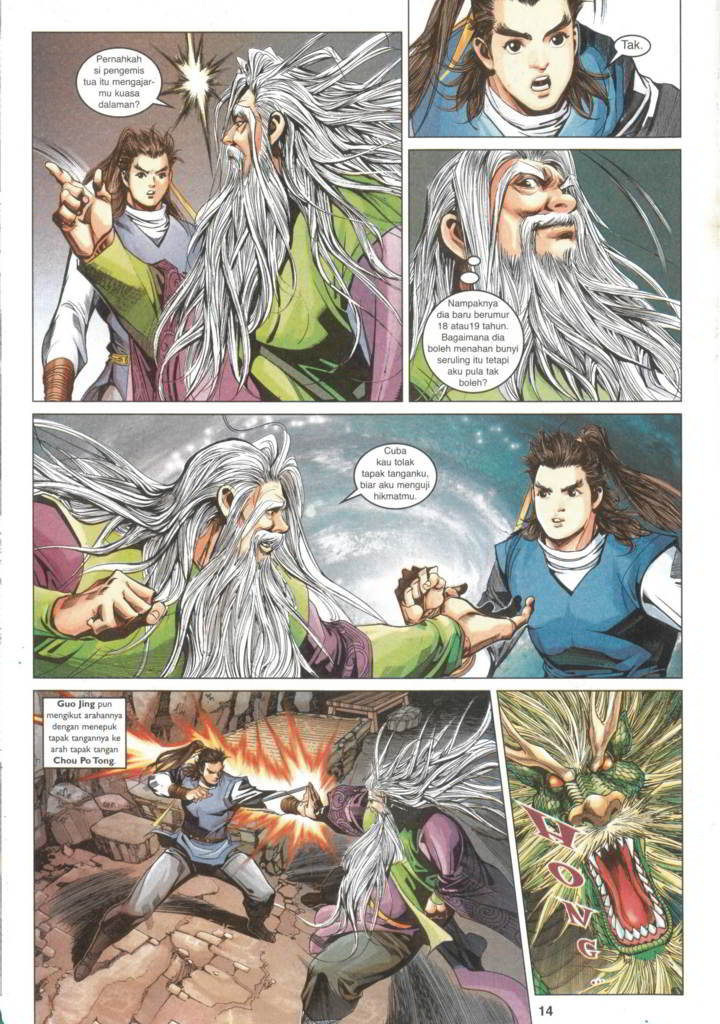 Pernahkah
si pengemis
tua itu mengajar-
mu kuasa
dalaman?
Tak.
Nampaknya
dia baru berumur
18 atau19 tahun.
Bagaimana dia
boleh menahan bunyi
seruling itu tetapi
aku pula tak
boleh?
Cuba
kau tolak
tapak tanganku,
biar aku menguji
hikmatmu.
Guo Jing pun
mengikut arahannya
dengan menepuk
tapak tangannya ke
arah tapak tangan
Chou Po Tong.
HONG...
14